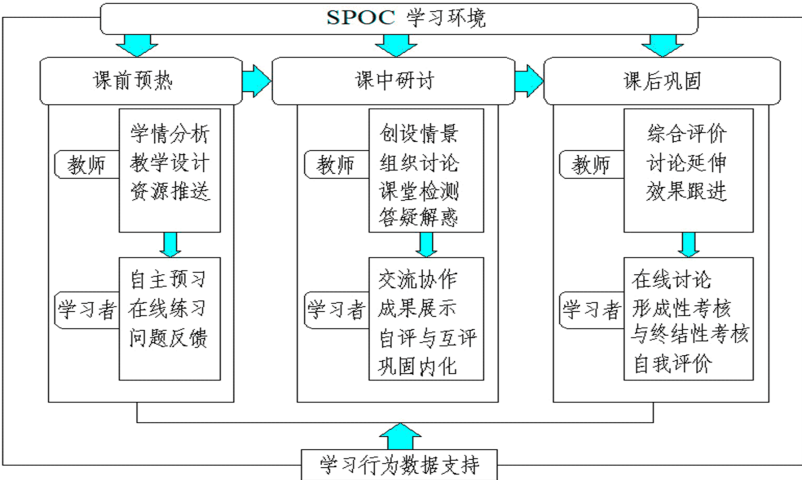 SPOC 学习环境
课前预热
课中研讨
课后巩固
教师
学情分析
教学设计
资源推送
学习者
自主预习
在线练习
问题反馈
教师
创设情景
组织讨论
课堂检测
答疑解惑
学习者
交流协作
成果展示
自评与互评
巩固内化
教师
综合评价
讨论延伸
效果跟进
学习者
在线讨论
形成性考核
与终结性考核
自我评价
学习行为数据支持